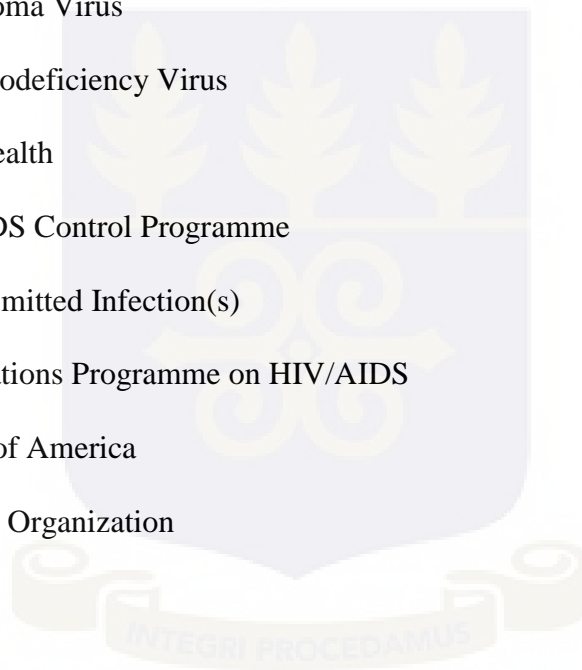 oma Virus
odeficiency Virus
ealth
DS Control Programme
mitted Infection(s)
ations Programme on HIV/AIDS
of America
Organization
INTEGRI PROCEDAMUS